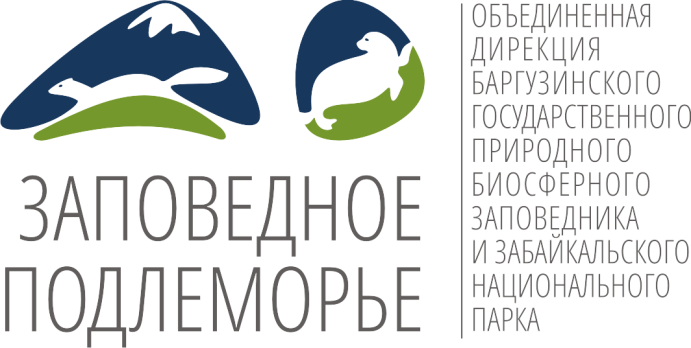 ЗАПОВЕДНОЕ
ПОДЛЕМОРЬЕ
ОБЪЕДИНЕННАЯ
ДИРЕКЦИЯ
БАРГУЗИНСКОГО
ГОСУДАРСТВЕННОГО
ПРИРОДНОГО
БИОСФЕРНОГО
ЗАПОВЕДНИКА
И ЗАБАЙКАЛЬСКОГО
НАЦИОНАЛЬНОГО
ПАРКА